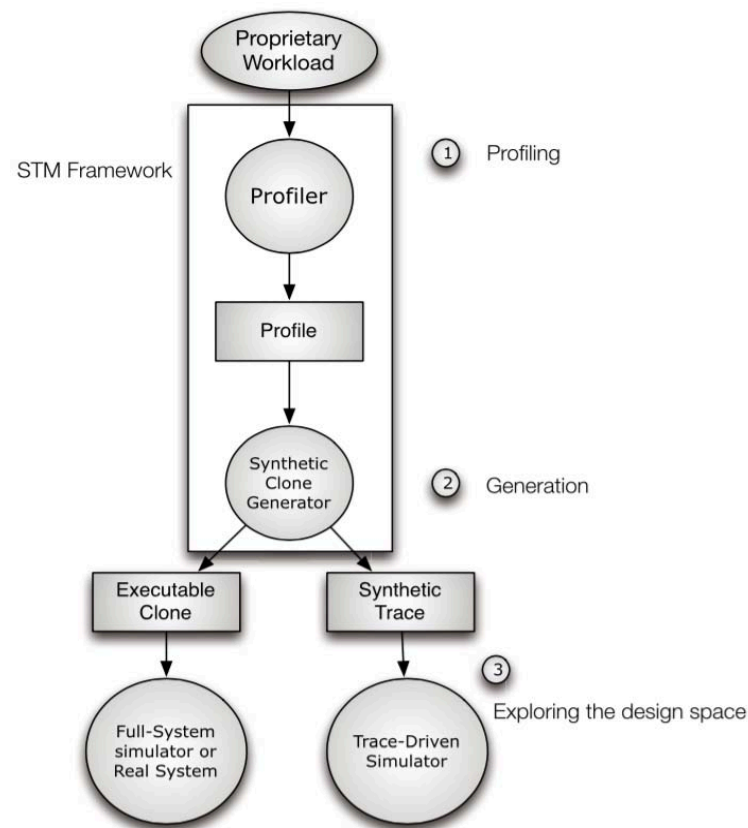 Proprietary
Workload
STM Framework
Profiler
1 Profiling
Profile
Synthetic
Clone
Generator
2 Generation
Executable
Clone
Synthetic
Trace
3
Exploring the design space
Full-System
simulator or
Real System
Trace-Driven
Simulator